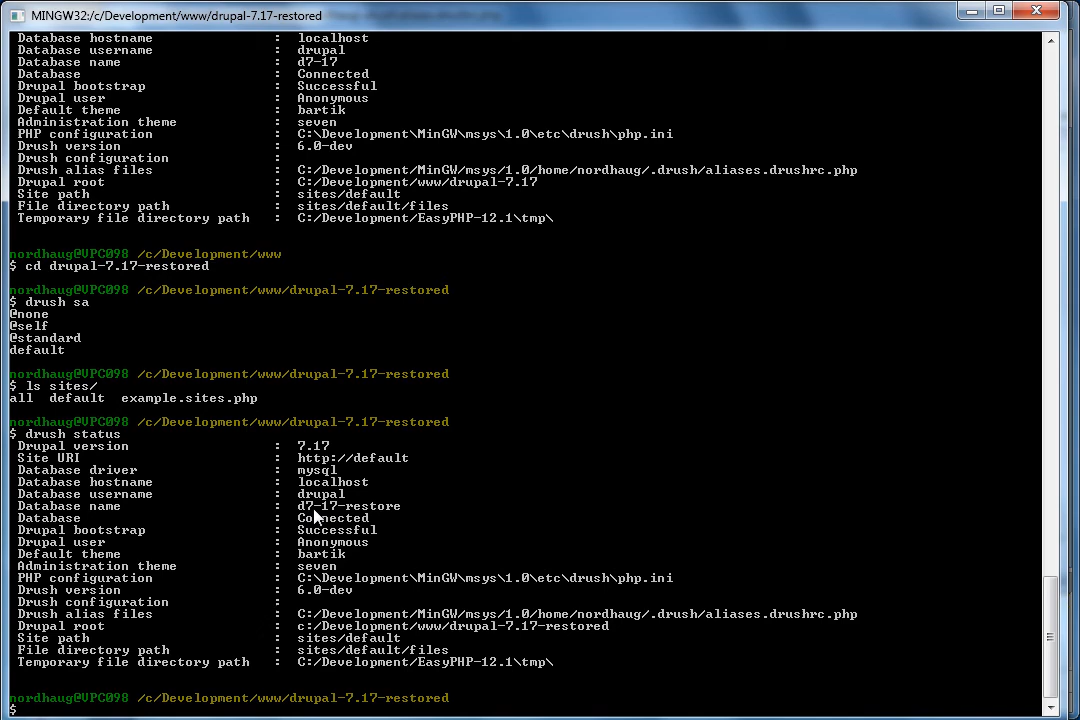 MINGW32:/c/Development/www/drupal-7.17-restored
Database hostname : localhost
Database username : drupal
Database name : d7-17
Database : Connected
Drupal bootstrap : Successful
Drupal user : Anonymous
Default theme : bartik
Administration theme : seven
PHP configuration : C:\Development\MinGW\msys\1.0\etc\drush\php.ini
Drush version : 6.0-dev
Drush configuration :
Drush alias files : C:/Development/MinGW/msys/1.0/home/nordhaug/.drush/aliases.drushrc.php
Drupal root : C:/Development/www/drupal-7.17
Site path : sites/default
File directory path : sites/default/files
Temporary file directory path : C:/Development/EasyPHP-12.1\tmp\
nordhaug@VPC098 /c/Development/www
$ cd drupal-7.17-restored
nordhaug@VPC098 /c/Development/www/drupal-7.17-restored
$ drush sa
@none
@self
@standard
default
nordhaug@VPC098 /c/Development/www/drupal-7.17-restored
$ ls sites/
all default example.sites.php
nordhaug@VPC098 /c/Development/www/drupal-7.17-restored
$ drush status
Drupal version : 7.17
Site URI : http://default
Database driver : mysql
Database hostname : localhost
Database username : drupal
Database name : d7-17-restore
Database : Connected
Drupal bootstrap : Successful
Drupal user : Anonymous
Default theme : bartik
Administration theme : seven
PHP configuration : C:\Development\MinGW\msys\1.0\etc\drush\php.ini
Drush version : 6.0-dev
Drush configuration :
Drush alias files : C:/Development/MinGW/msys/1.0/home/nordhaug/.drush/aliases.drushrc.php
Drupal root : c:/Development/www/drupal-7.17-restored
Site path : sites/default
File directory path : sites/default/files
Temporary file directory path : C:/Development/EasyPHP-12.1\tmp\
nordhaug@VPC098 /c/Development/www/drupal-7.17-restored
$